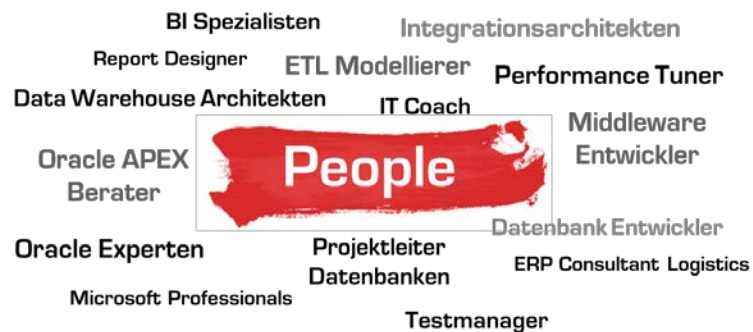 BI Spezialisten
Integrationsarchitekten
Report Designer
ETL Modellierer
Performance Tuner
Data Warehouse Architekten
IT Coach
Middleware
Entwickler
Oracle APEX
Berater
People
Datenbank Entwickler
Oracle Experten
Projektleiter
Datenbanken
ERP Consultant Logistics
Microsoft Professionals
Testmanager